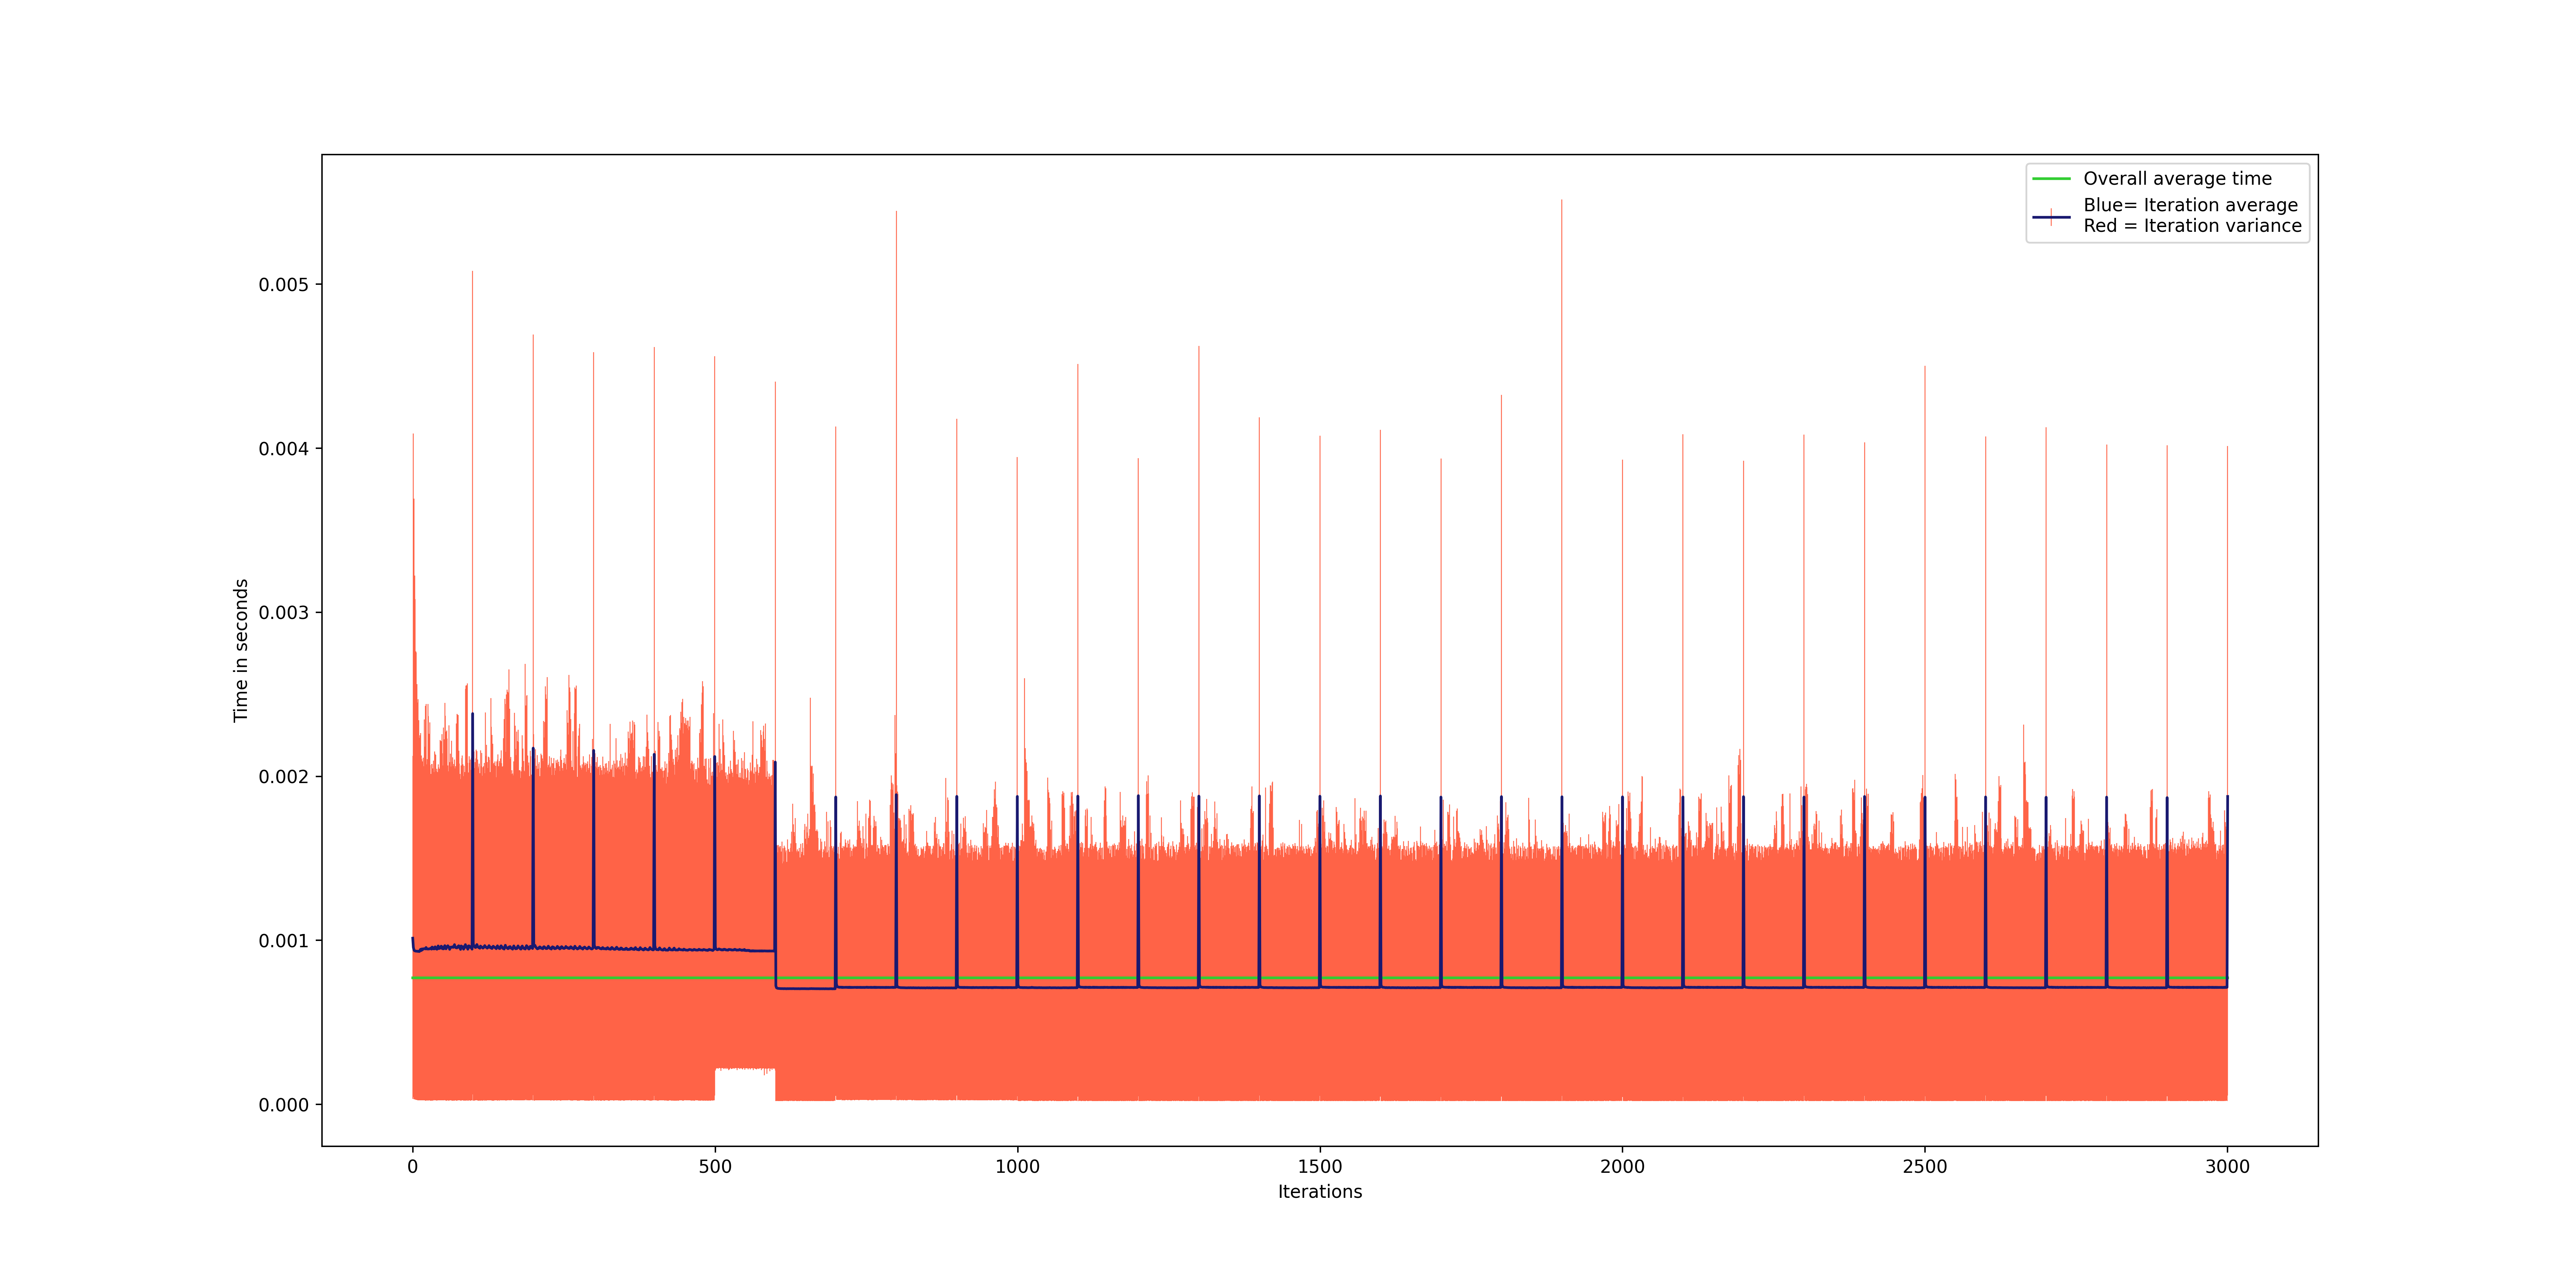 Overall average time
Blue= Iteration average
Red = Iteration variance
0.005
0.004
0.003
0.002
0.001
0.000
Time in seconds
0 500 1000 1500 2000 2500 3000
Iterations